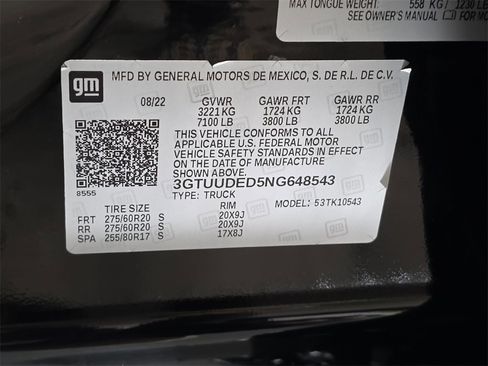 MAX TONGUE WEIGHT: 558 KG / 1230 LB
SEE OWNER'S MANUAL FOR MO
gm
MFD BY GENERAL MOTORS DE MEXICO, S. DE R.L. DE C.V.
08/22 GVWR GAWR FRT GAWR RR
3221 KG 1724 KG 1724 KG
7100 LB 3800 LB 3800 LB
THIS VEHICLE CONFORMS TO ALL
APPLICABLE U.S. FEDERAL MOTOR
VEHICLE SAFETY STANDARDS IN EFFECT
ON THE DATE OF MANUFACTURE SHOWN
ABOVE.
3GTUUDED5NG648543
8555 TYPE: TRUCK MODEL: 53TK10543
TIRE SIZE RIM
FRT 275/60R20 S 20X9J
RR 275/60R20 S 20X9J
SPA 255/80R17 S 17X8J